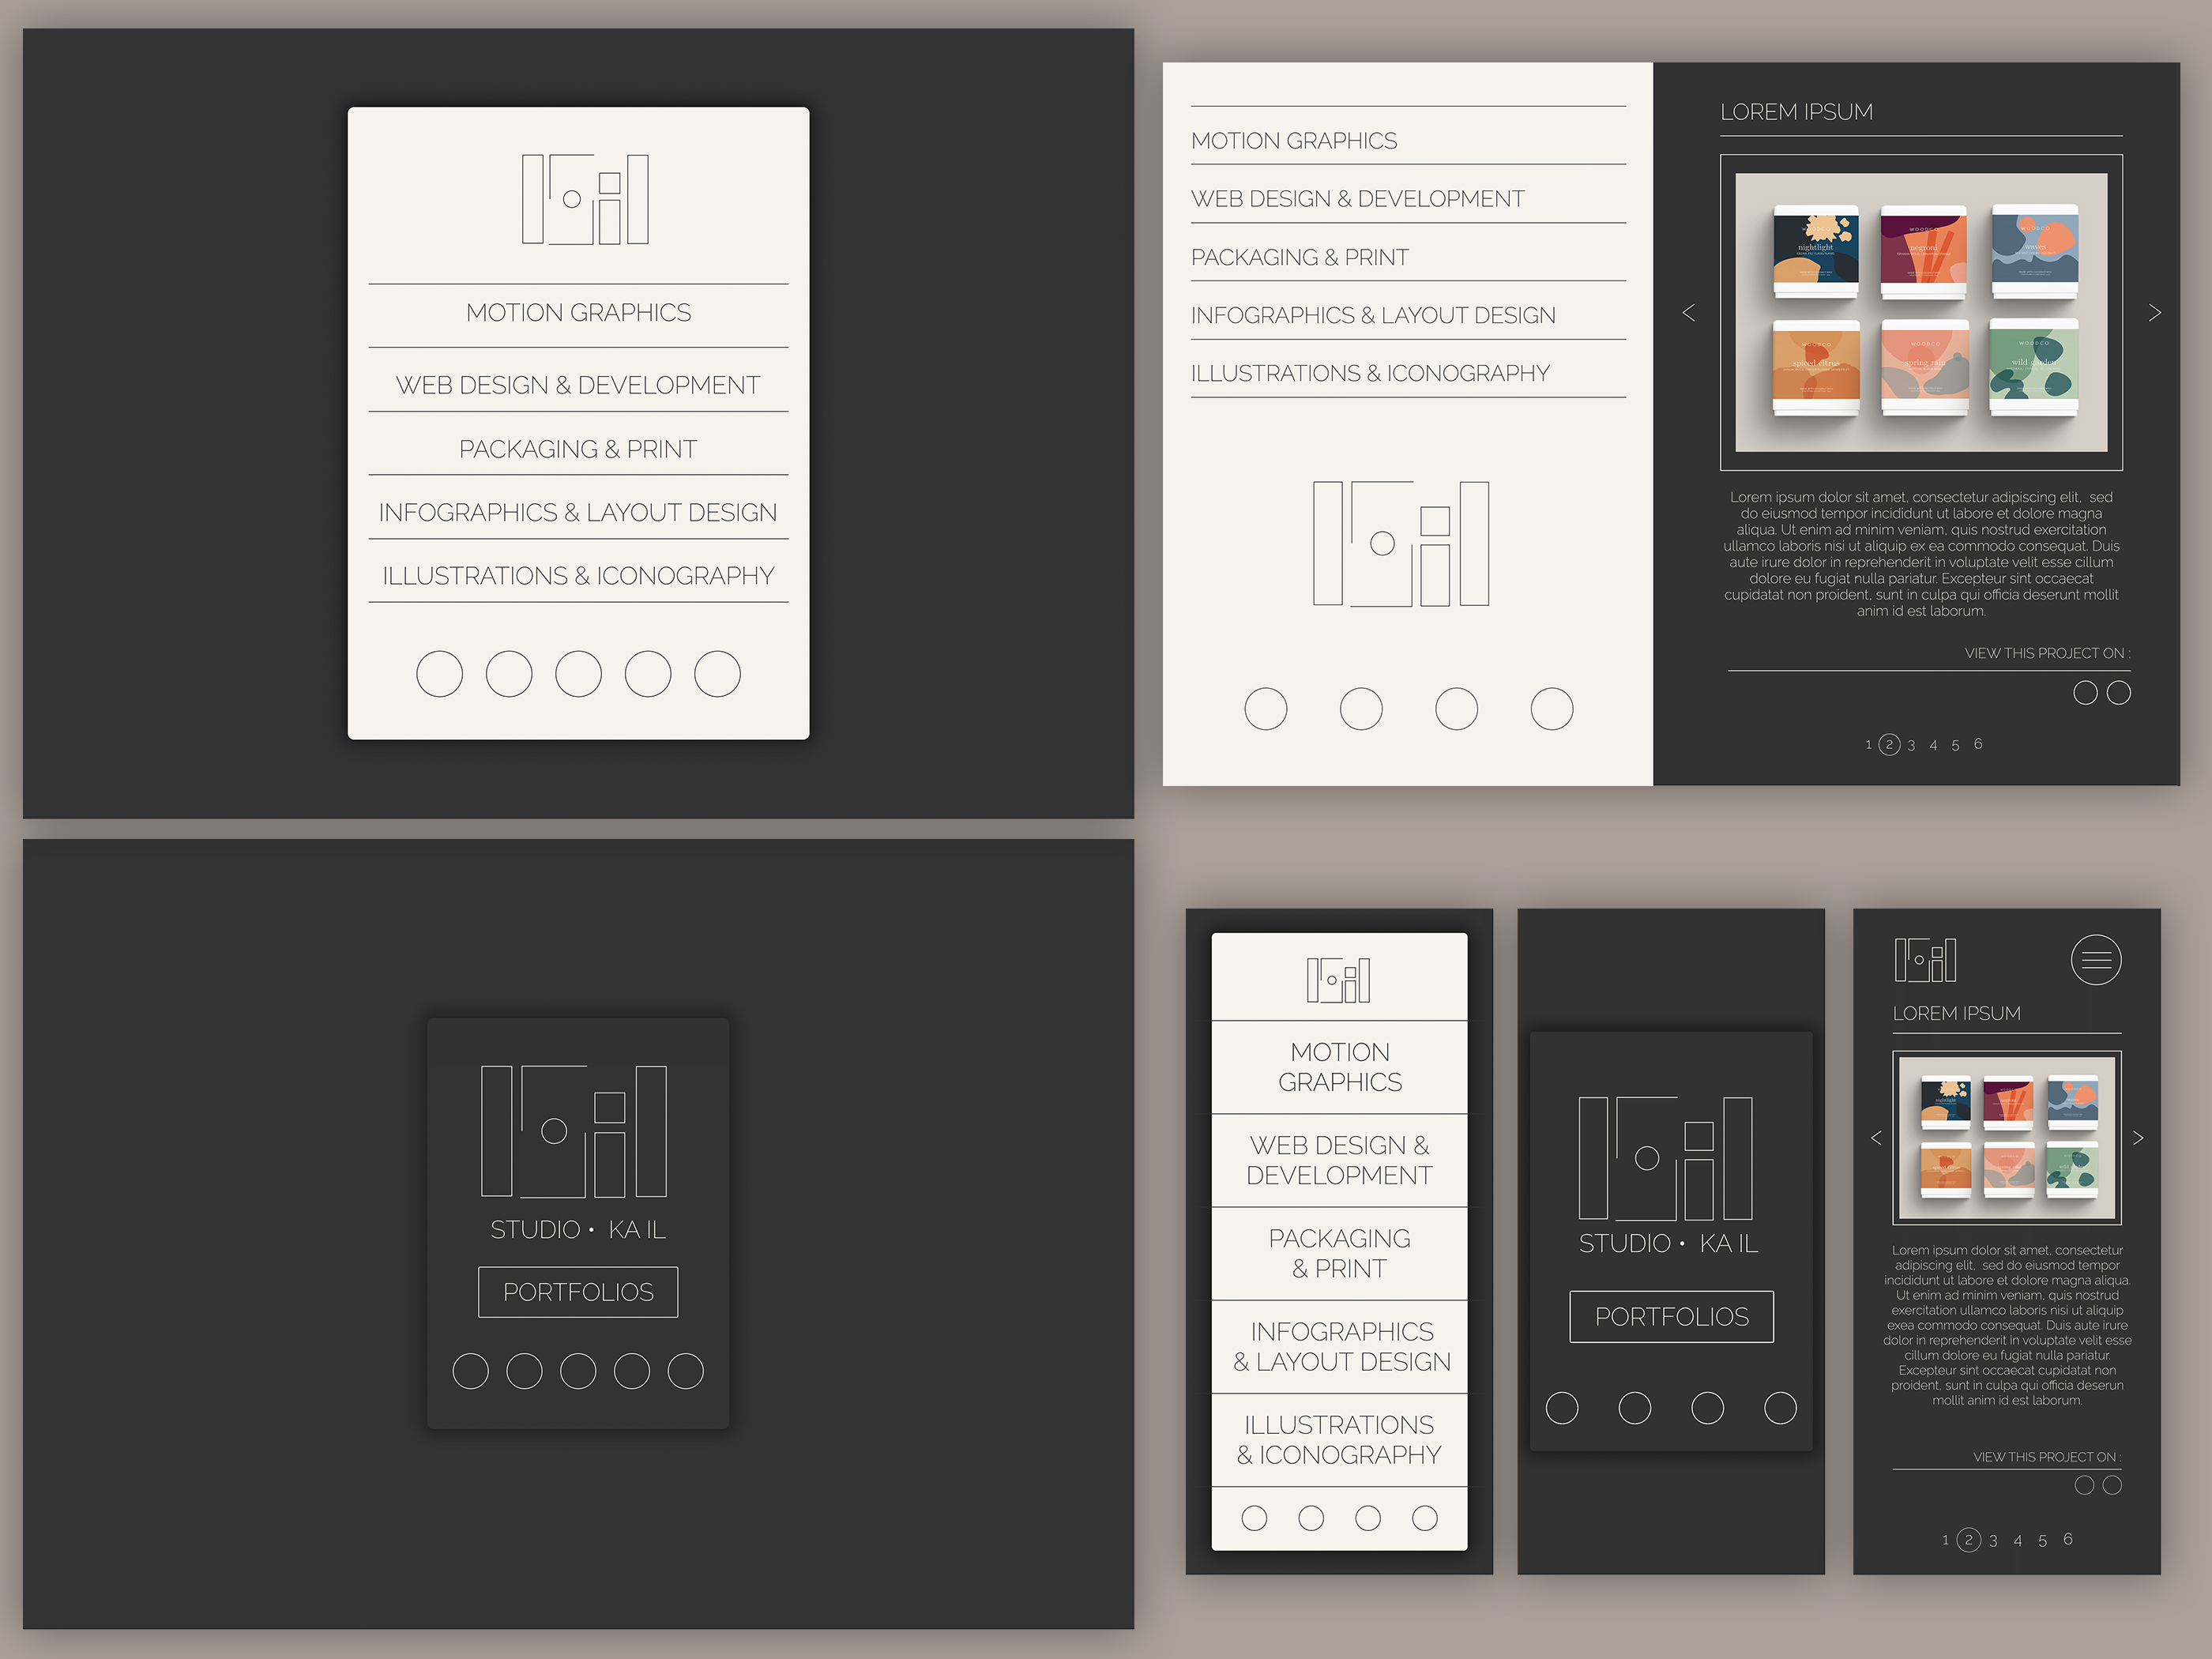 MOTION GRAPHICS
WEB DESIGN & DEVELOPMENT
PACKAGING & PRINT
INFOGRAPHICS & LAYOUT DESIGN
ILLUSTRATIONS & ICONOGRAPHY
MOTION GRAPHICS
WEB DESIGN & DEVELOPMENT
PACKAGING & PRINT
INFOGRAPHICS & LAYOUT DESIGN
ILLUSTRATIONS & ICONOGRAPHY
LOREM IPSUM
WOODCO
nightlight
WOODCO
negroni
WOODCO
waves
WOODCO
spiced citrus
WOODCO
spring rain
WOODCO
wild garden
<
>
Lorem ipsum dolor sit amet, consectetur adipiscing elit, sed
do eiusmod tempor incididunt ut labore et dolore magna
aliqua. Ut enim ad minim veniam, quis nostrud exercitation
ullamco laboris nisi ut aliquip ex ea commodo consequat. Duis
aute irure dolor in reprehenderit in voluptate velit esse cillum
dolore eu fugiat nulla pariatur. Excepteur sint occaecat
cupidatat non proident, sunt in culpa qui officia deserunt mollit
anim id est laborum.
VIEW THIS PROJECT ON :
1 2 3 4 5 6
STUDIO • KA IL
PORTFOLIOS
MOTION
GRAPHICS
WEB DESIGN &
DEVELOPMENT
PACKAGING
& PRINT
INFOGRAPHICS
& LAYOUT DESIGN
ILLUSTRATIONS
& ICONOGRAPHY
STUDIO • KA IL
PORTFOLIOS
LOREM IPSUM
<
>
Lorem ipsum dolor sit amet, consectetur
adipiscing elit, sed do eiusmod tempor
incididunt ut labore et dolore magna aliqua.
Ut enim ad minim veniam, quis nostrud
exercitation ullamco laboris nisi ut aliquip
exea commodo consequat. Duis aute irure
dolor in reprehenderit in voluptate velit esse
cillum dolore eu fugiat nulla pariatur.
Excepteur sint occaecat cupidatat non
proident, sunt in culpa qui officia deserun
mollit anim id est laborum.
VIEW THIS PROJECT ON :
1 2 3 4 5 6